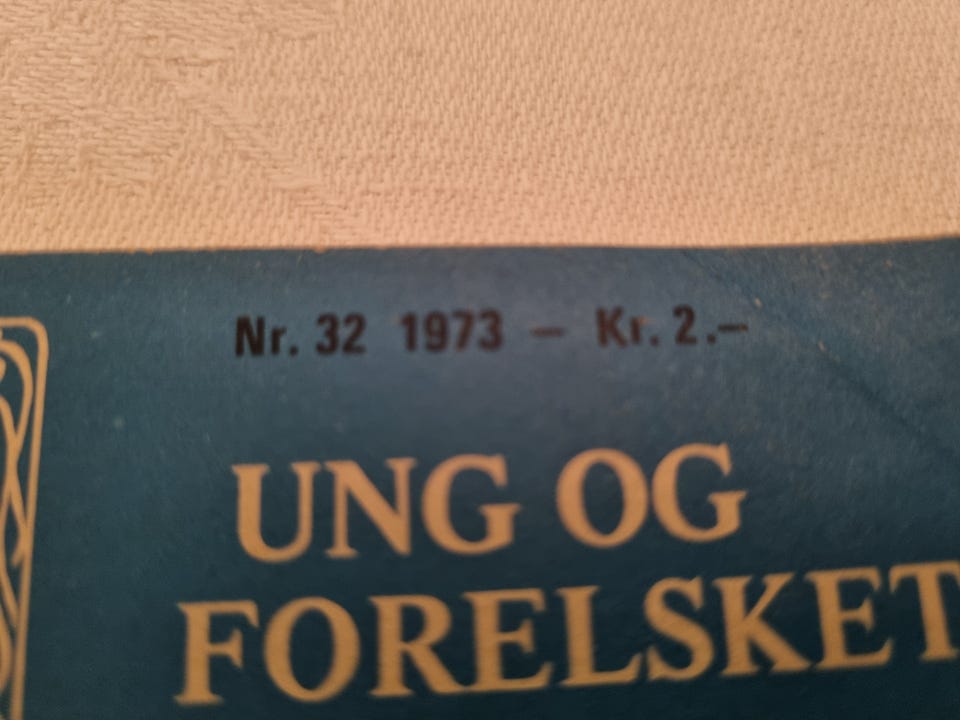 Nr. 32 1973 – Kr. 2.–
UNG OG
FORELSKET